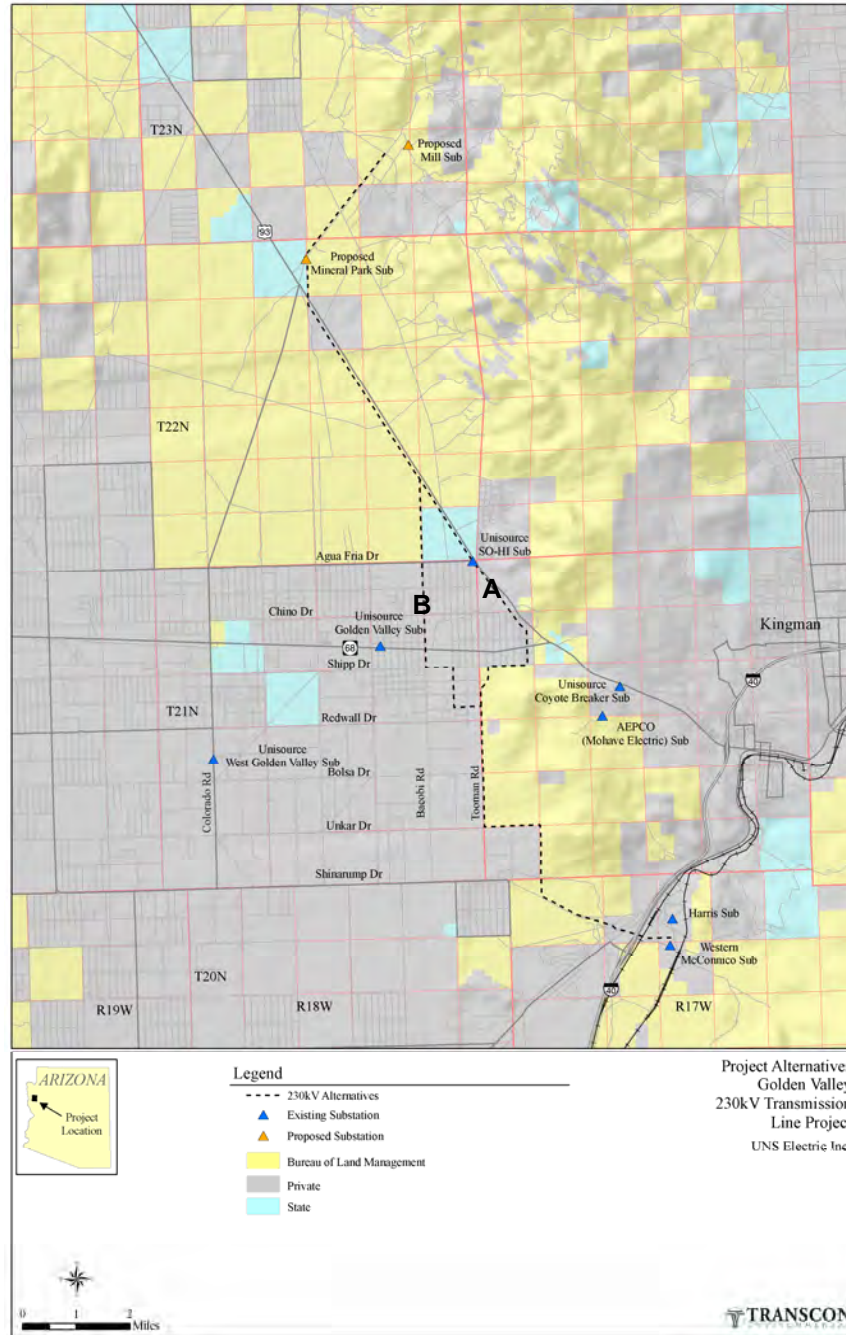 T23N
Proposed
Mill Sub
93
Proposed
Mineral Park Sub
T22N
Unisource
SO-HI Sub
Agua Fria Dr
A
B
Chino Dr
Unisource
Golden Valley Sub
Kingman
68
Shipp Dr
40
Unisource
Coyote Breaker Sub
T21N
Redwall Dr
AEPCO
(Mohave Electric) Sub
Unisource
West Golden Valley Sub
Bolsa Dr
Colorado Rd
Bacobi Rd
Tooman Rd
Unkar Dr
Shinarump Dr
Harris Sub
Western
McConnico Sub
T20N
40
R19W
R18W
R17W
ARIZONA
Project
Location
Legend
230kV Alternatives
Existing Substation
Proposed Substation
Bureau of Land Management
Private
State
Project Alternatives
Golden Valley
230kV Transmission
Line Project
UNS Electric Inc
0 1 2
Miles
TRANSCON